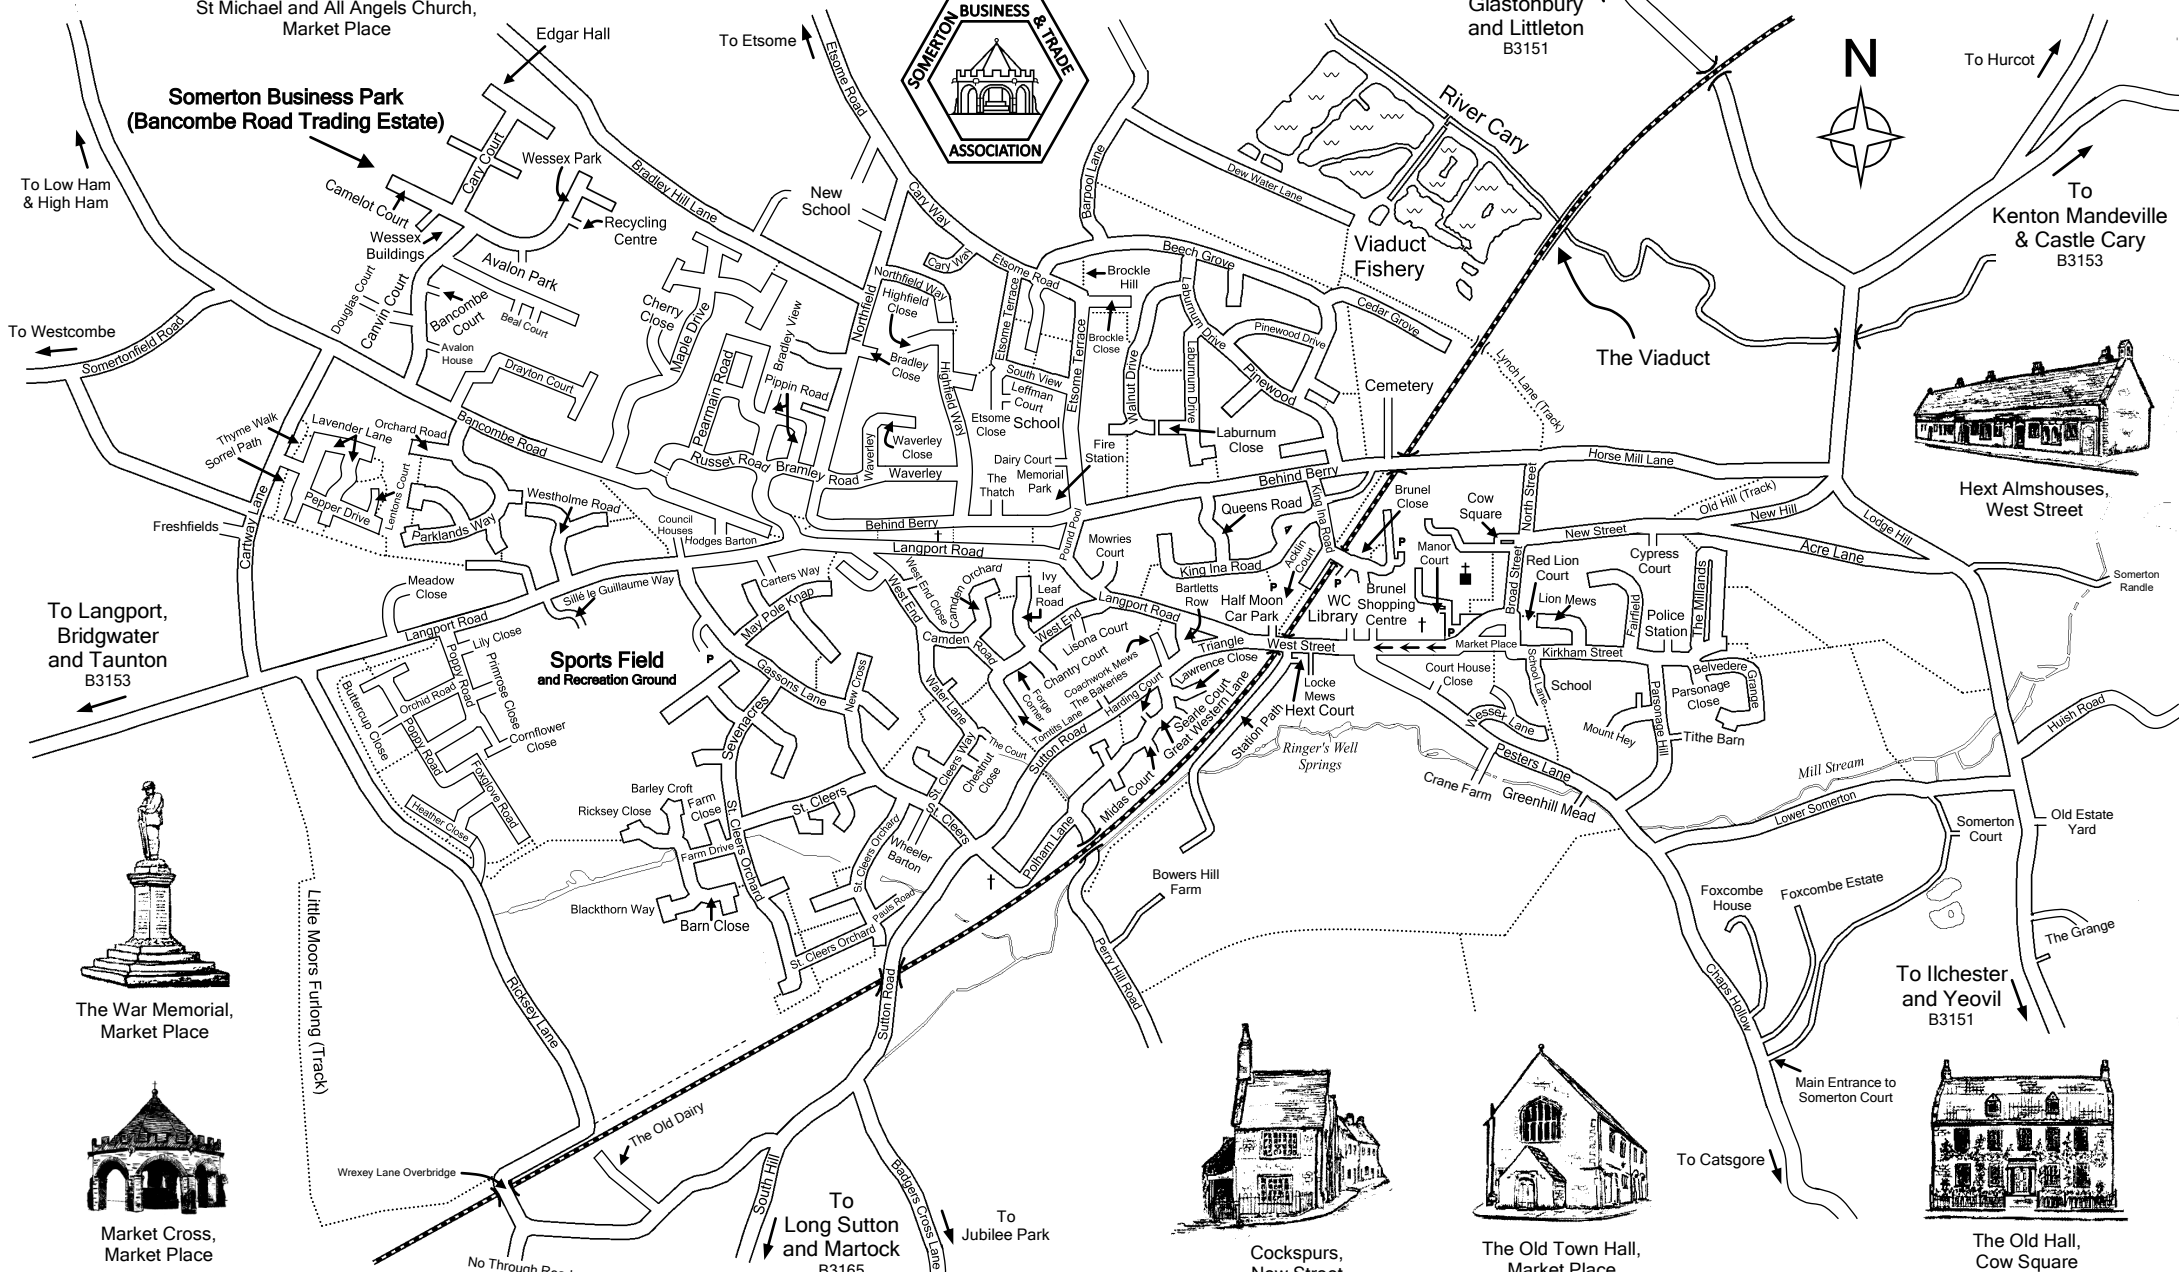 St Michael and All Angels Church,
Market Place
Edgar Hall
To Etsome
Etsome Road
SOMERTON BUSINESS & TRADE
ASSOCIATION
Glastonbury
and Littleton
B3151
N
To Hurcot
Somerton Business Park
(Bancombe Road Trading Estate)
To Low Ham
& High Ham
Cary Court
Wessex Park
Camelot Court
Recycling
Centre
Wessex
Buildings
Avalon Park
Bradley Hill Lane
New
School
Cary Way
Cary Way
Barpool Lane
Dew Water Lane
River Cary
Viaduct
Fishery
The Viaduct
To
Kenton Mandeville
& Castle Cary
B3153
Douglas Court
Canvin Court
Bancombe
Court
Beal Court
Avalon
House
Drayton Court
To Westcombe
Somertonfield Road
Cherry
Close
Maple Drive
Bradley View
Pearmain Road
Pippin Road
Northfield
Northfield Way
Highfield
Close
Bradley
Close
Highfield Way
Etsome Road
Etsome Terrace
Etsome Terrace
South View
Leffman
Court
Etsome
Close
School
Brockle
Hill
Brockle
Close
Beech Grove
Laburnum Drive
Laburnum Drive
Walnut Drive
Pinewood Drive
Pinewood
Cedar Grove
Cemetery
Lynch Lane (Track)
Laburnum
Close
Hext Almshouses,
West Street
Thyme Walk
Sorrel Path
Lavender Lane
Orchard Road
Bancombe Road
Pepper Drive
Lentons Court
Parklands Way
Westholme Road
Freshfields
Cartway Lane
Russet Road
Bramley Road
Waverley
Waverley
Close
Waverley
Dairy Court
The
Thatch
Memorial
Park
Fire
Station
Behind Berry
Behind Berry
Horse Mill Lane
Council
Houses
Hodges Barton
Langport Road
Pound Pool
Mowries
Court
Queens Road
King Ina Road
King Ina Road
Acklin
Court
P
P
P
P
P
Brunel
Close
Cow
Square
North Street
Old Hill (Track)
New Street
New Hill
Lodge Hill
Acre Lane
Manor
Court
Broad Street
Red Lion
Court
Lion Mews
Cypress
Court
Fairfield
Police
Station
The Millands
Somerton
Randle
Meadow
Close
Sillé le Guillaume Way
Carters Way
May Pole Knap
West End Close
West End
Camden Orchard
Camden
Road
Ivy
Leaf
Road
West End
Lisona Court
Chantry Court
Coachwork Mews
The Bakeries
Harding Court
Tomtits Lane
Forge
Corner
Langport Road
Bartletts
Row
Triangle
Lawrence Close
Half Moon
Car Park
WC
Library
Brunel
Shopping
Centre
West Street
Market Place
Kirkham Street
Court House
Close
School Lane
School
Belvedere
Grange
Parsonage
Close
Parsonage Hill
Mount Hey
Tithe Barn
To Langport,
Bridgwater
and Taunton
B3153
Langport Road
Lily Close
Poppy Road
Primrose Close
Orchid Road
Buttercup Close
Poppy Road
Cornflower
Close
Foxglove Road
Heather Close
Sports Field
and Recreation Ground
P
Gassons Lane
New Cross
Sevenacres
Water Lane
The Court
Sutton Road
St. Cleers Way
Chestnut
Close
Searle Court
Great Western Lane
Station Path
Locke
Mews
Hext Court
Ringer's Well
Springs
Wessex Lane
Pesters Lane
Crane Farm
Greenhill Mead
Mill Stream
Lower Somerton
Huish Road
Barley Croft
Ricksey Close
Farm
Close
Farm Drive
St. Cleers
St. Cleers
St. Cleers Orchard
St. Cleers Orchard
Wheeler
Barton
Midas Court
Polham Lane
Blackthorn Way
Barn Close
Pauls Road
St. Cleers Orchard
Bowers Hill
Farm
Perry Hill Road
Somerton
Court
Old Estate
Yard
Foxcombe
House
Foxcombe Estate
The Grange
To Ilchester
and Yeovil
B3151
Chaps Hollow
The War Memorial,
Market Place
Little Moors Furlong (Track)
Ricksey Lane
Sutton Road
The Old Dairy
Wrexey Lane Overbridge
Main Entrance to
Somerton Court
To Catsgore
South Hill
Badgers Cross Lane
To
Long Sutton
and Martock
B3165
To
Jubilee Park
Market Cross,
Market Place
Cockspurs,
New Street
The Old Town Hall,
Market Place
The Old Hall,
Cow Square
No Through Road